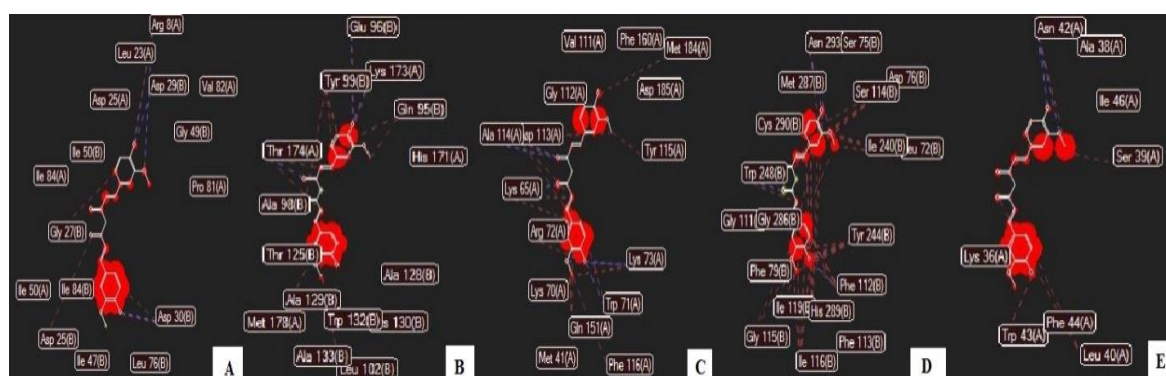 Arg 8(A)
Leu 23(A)
Asp 29(B)
Val 82(A)
Asp 25(A)
Gly 49(B)
Ile 50(B)
Ile 84(A)
Pro 81(A)
Gly 27(B)
Ile 50(A)
Ile 84(B)
Asp 30(B)
Asp 25(B)
Ile 47(B)
Leu 76(B)
A
Glu 96(B)
Lys 173(A)
Tyr 99(B)
Gln 95(B)
Thr 174(A)
His 171(A)
Ala 98(B)
Thr 125(B)
Ala 128(B)
Ala 129(B)
Met 178(A)
Trp 132(B)
130(B)
Ala 133(B)
Leu 102(B)
B
Val 111(A)
Phe 160(A)
Met 184(A)
Asp 185(A)
Gly 112(A)
Ala 114(A)
113(A)
Tyr 115(A)
Lys 65(A)
Arg 72(A)
Lys 73(A)
Lys 70(A)
Trp 71(A)
Gln 151(A)
Met 41(A)
Phe 116(A)
C
Asn 293
Ser 75(B)
Met 287(B)
Asp 76(B)
Ser 114(B)
Cys 290(B)
Ile 240(B)
72(B)
Trp 248(B)
Gly 111
Gly 286(B)
Tyr 244(B)
Phe 79(B)
Phe 112(B)
Ile 119(B)
His 289(B)
Gly 115(B)
Phe 113(B)
Ile 116(B)
D
Asn 42(A)
Ala 38(A)
Ile 46(A)
Ser 39(A)
Lys 36(A)
Trp 43(A)
Phe 44(A)
Leu 40(A)
E